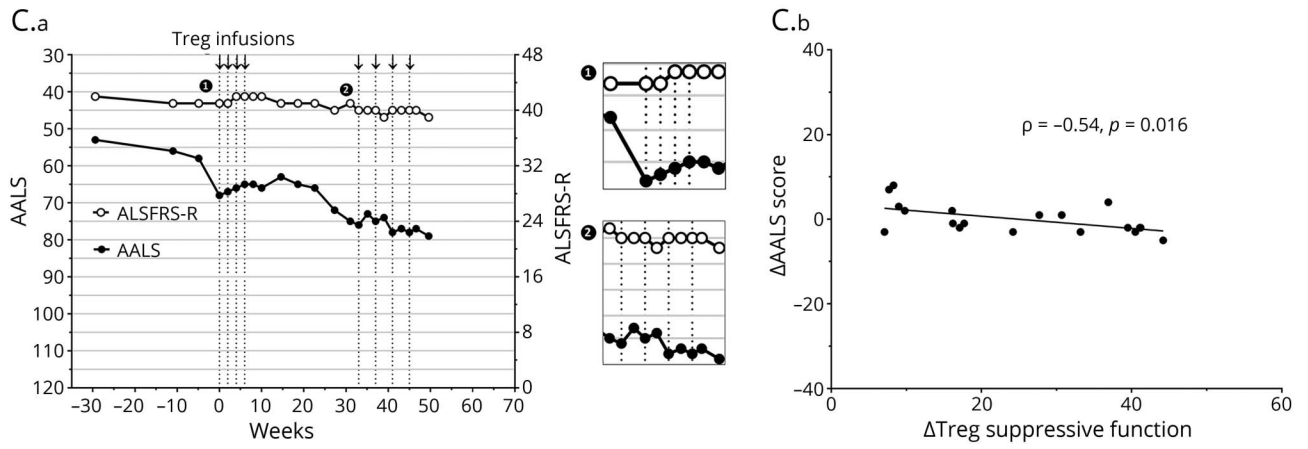 C.a
Treg infusions
30
40
50
60
70
80
90
100
110
120
AALS
1
2
ALSFRS-R
AALS
48
40
32
24
16
8
0
ALSFRS-R
–30 –20 –10 0 10 20 30 40 50 60 70
Weeks
1
2
C.b
40
20
0
–20
–40
ΔAALS score
ρ = –0.54, p = 0.016
0 20 40 60
ΔTreg suppressive function